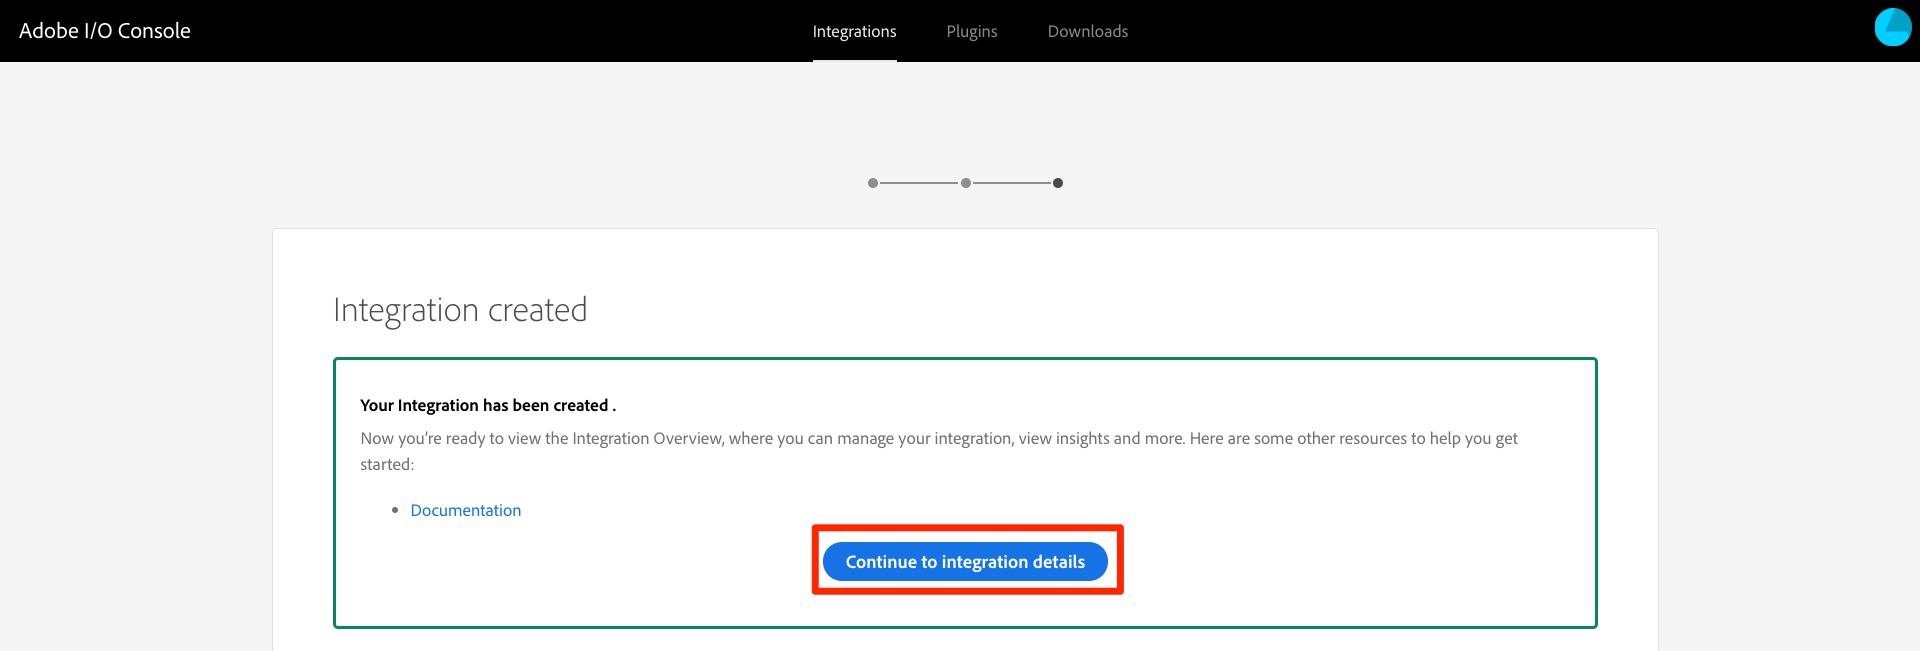 Adobe I/O Console
Integrations
Plugins
Downloads
Integration created
Your Integration has been created .
Now you’re ready to view the Integration Overview, where you can manage your integration, view insights and more. Here are some other resources to help you get
started:
Documentation
Continue to integration details